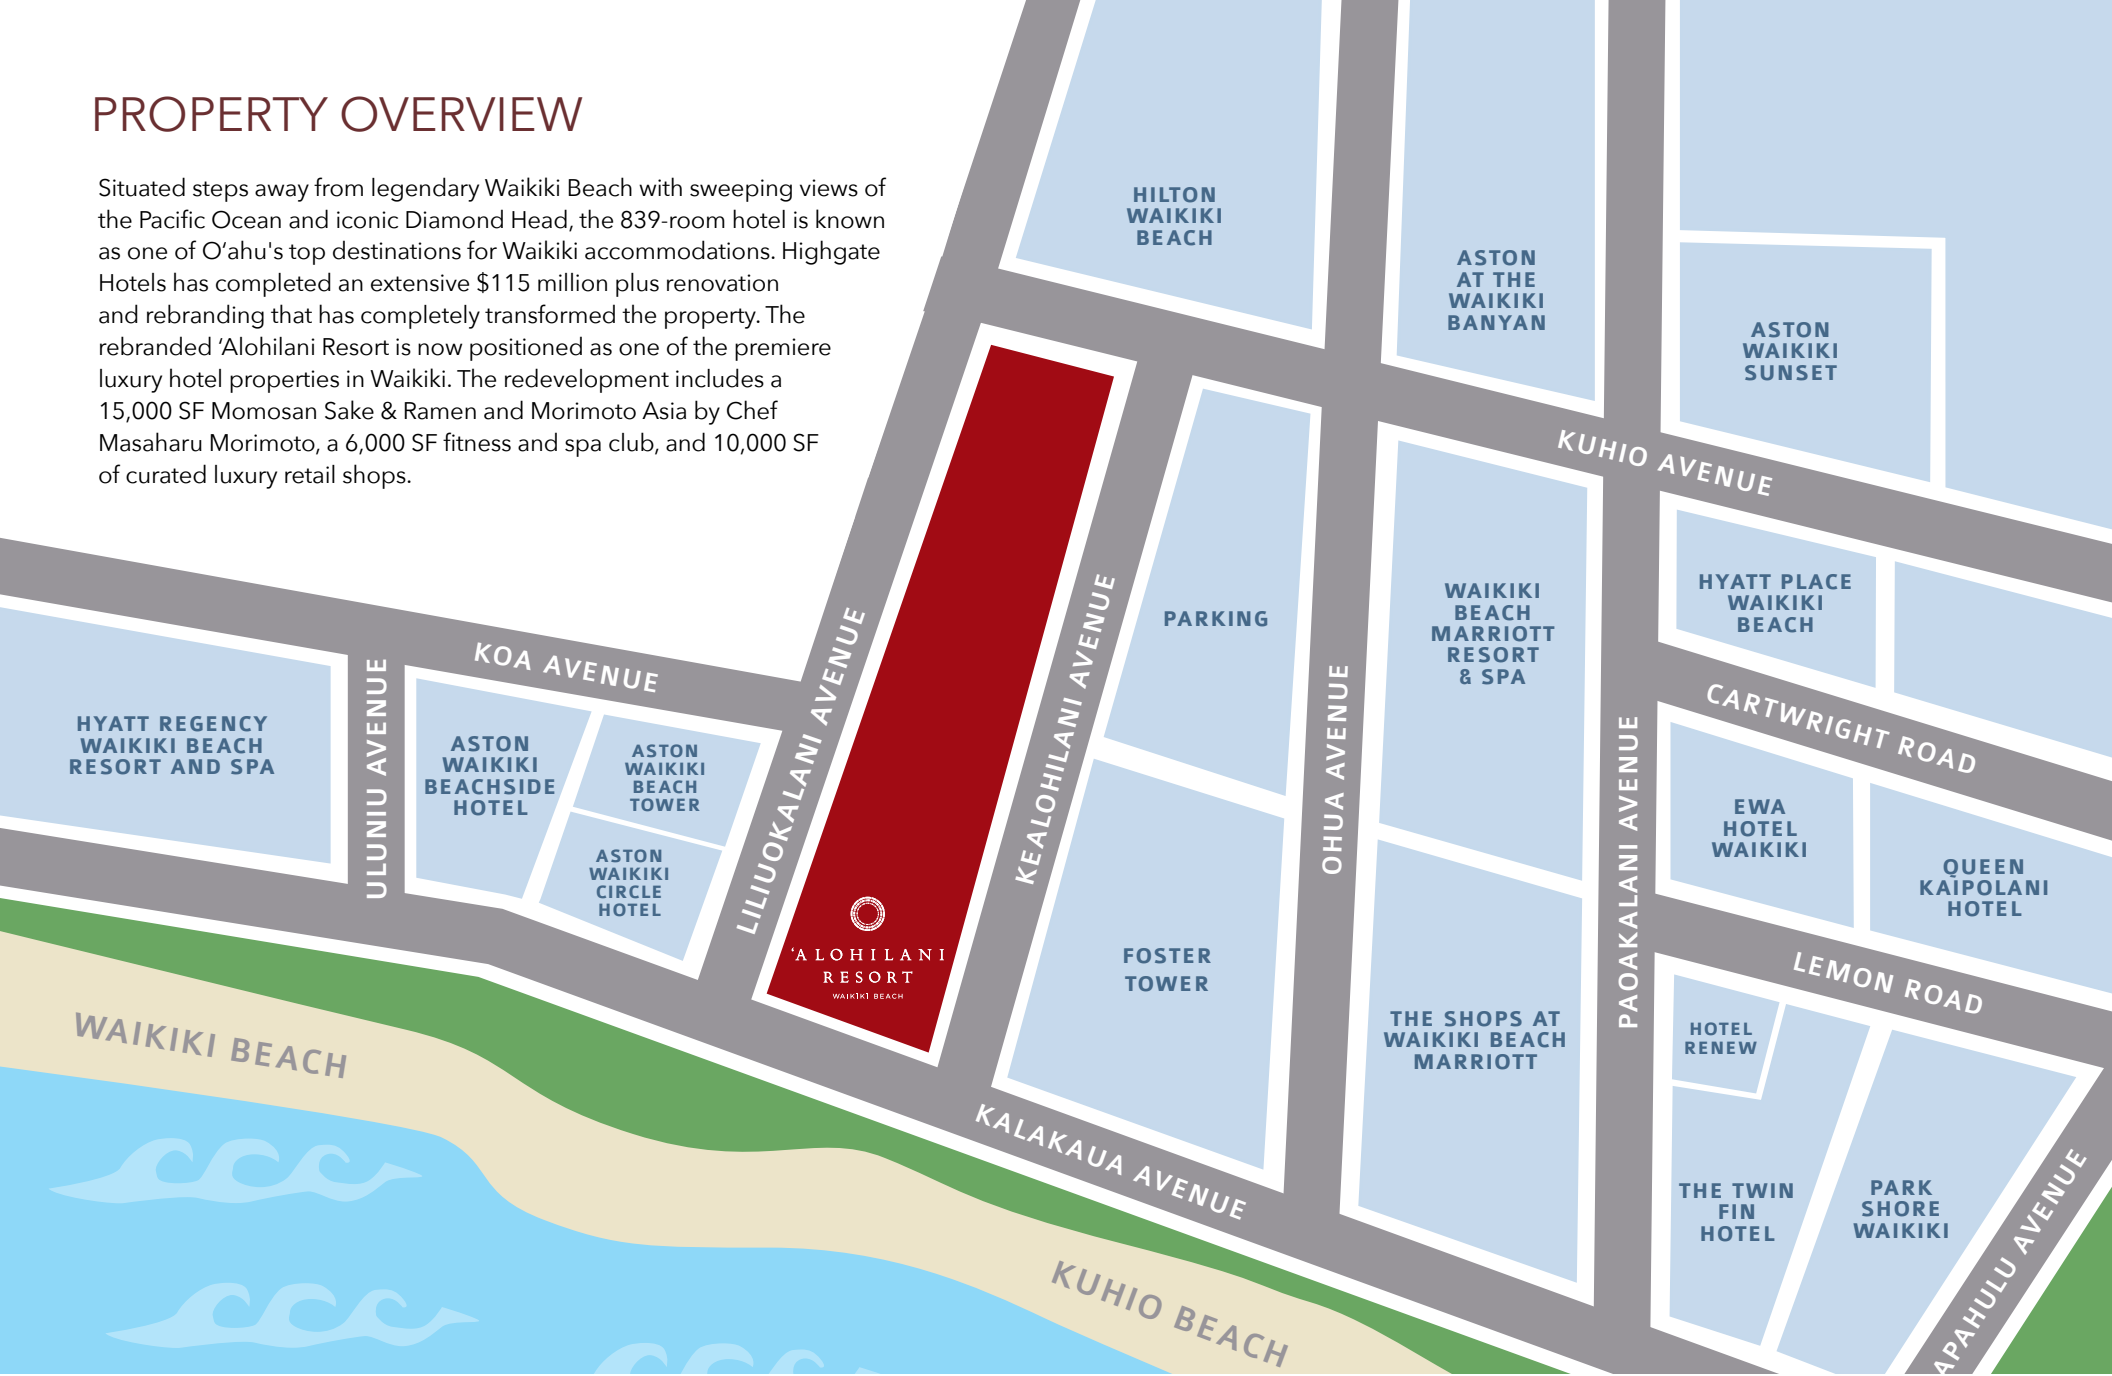 PROPERTY OVERVIEW
Situated steps away from legendary Waikiki Beach with sweeping views of
the Pacific Ocean and iconic Diamond Head, the 839-room hotel is known
as one of O‘ahu's top destinations for Waikiki accommodations. Highgate
Hotels has completed an extensive $115 million plus renovation
and rebranding that has completely transformed the property. The
rebranded ‘Alohilani Resort is now positioned as one of the premiere
luxury hotel properties in Waikiki. The redevelopment includes a
15,000 SF Momosan Sake & Ramen and Morimoto Asia by Chef
Masaharu Morimoto, a 6,000 SF fitness and spa club, and 10,000 SF
of curated luxury retail shops.
HILTON
WAIKIKI
BEACH
ASTON
AT THE
WAIKIKI
BANYAN
ASTON
WAIKIKI
SUNSET
KUHIO AVENUE
HYATT PLACE
WAIKIKI
BEACH
WAIKIKI
BEACH
MARRIOTT
RESORT
& SPA
PARKING
KOA AVENUE
ULUNIU AVENUE
LILIUOKALANI AVENUE
KEALOHILANI AVENUE
OHUA AVENUE
PAOAKALANI AVENUE
CARTWRIGHT ROAD
HYATT REGENCY
WAIKIKI BEACH
RESORT AND SPA
ASTON
WAIKIKI
BEACHSIDE
HOTEL
ASTON
WAIKIKI
BEACH
TOWER
ASTON
WAIKIKI
CIRCLE
HOTEL
EWA
HOTEL
WAIKIKI
QUEEN
KAIPOLANI
HOTEL
‘ALOHILANI
RESORT
WAIKIKI BEACH
FOSTER
TOWER
LEMON ROAD
THE SHOPS AT
WAIKIKI BEACH
MARRIOTT
HOTEL
RENEW
WAIKIKI BEACH
KALAKAUA AVENUE
THE TWIN
FIN
HOTEL
PARK
SHORE
WAIKIKI
KUHIO BEACH
APAHULU AVENUE